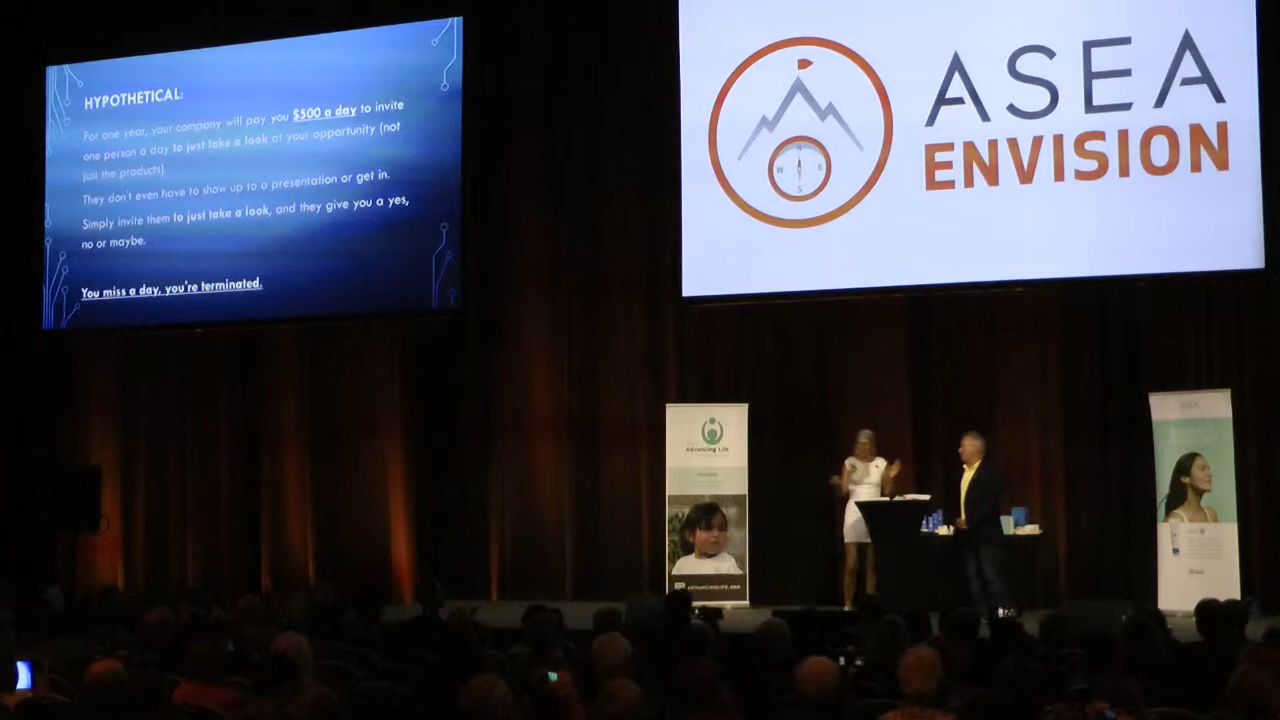 HYPOTHETICAL:
For one year, your company will pay you $500 a day to invite
one person a day to just take a look at your opportunity (not
just the products)
They don't even have to show up to a presentation or get in.
Simply invite them to just take a look, and they give you a yes,
no or maybe.
You miss a day, you're terminated.
ASEA
ENVISION
N
W
E
S
Advancing Life
ADVANCINGLIFE.ORG
ASEA